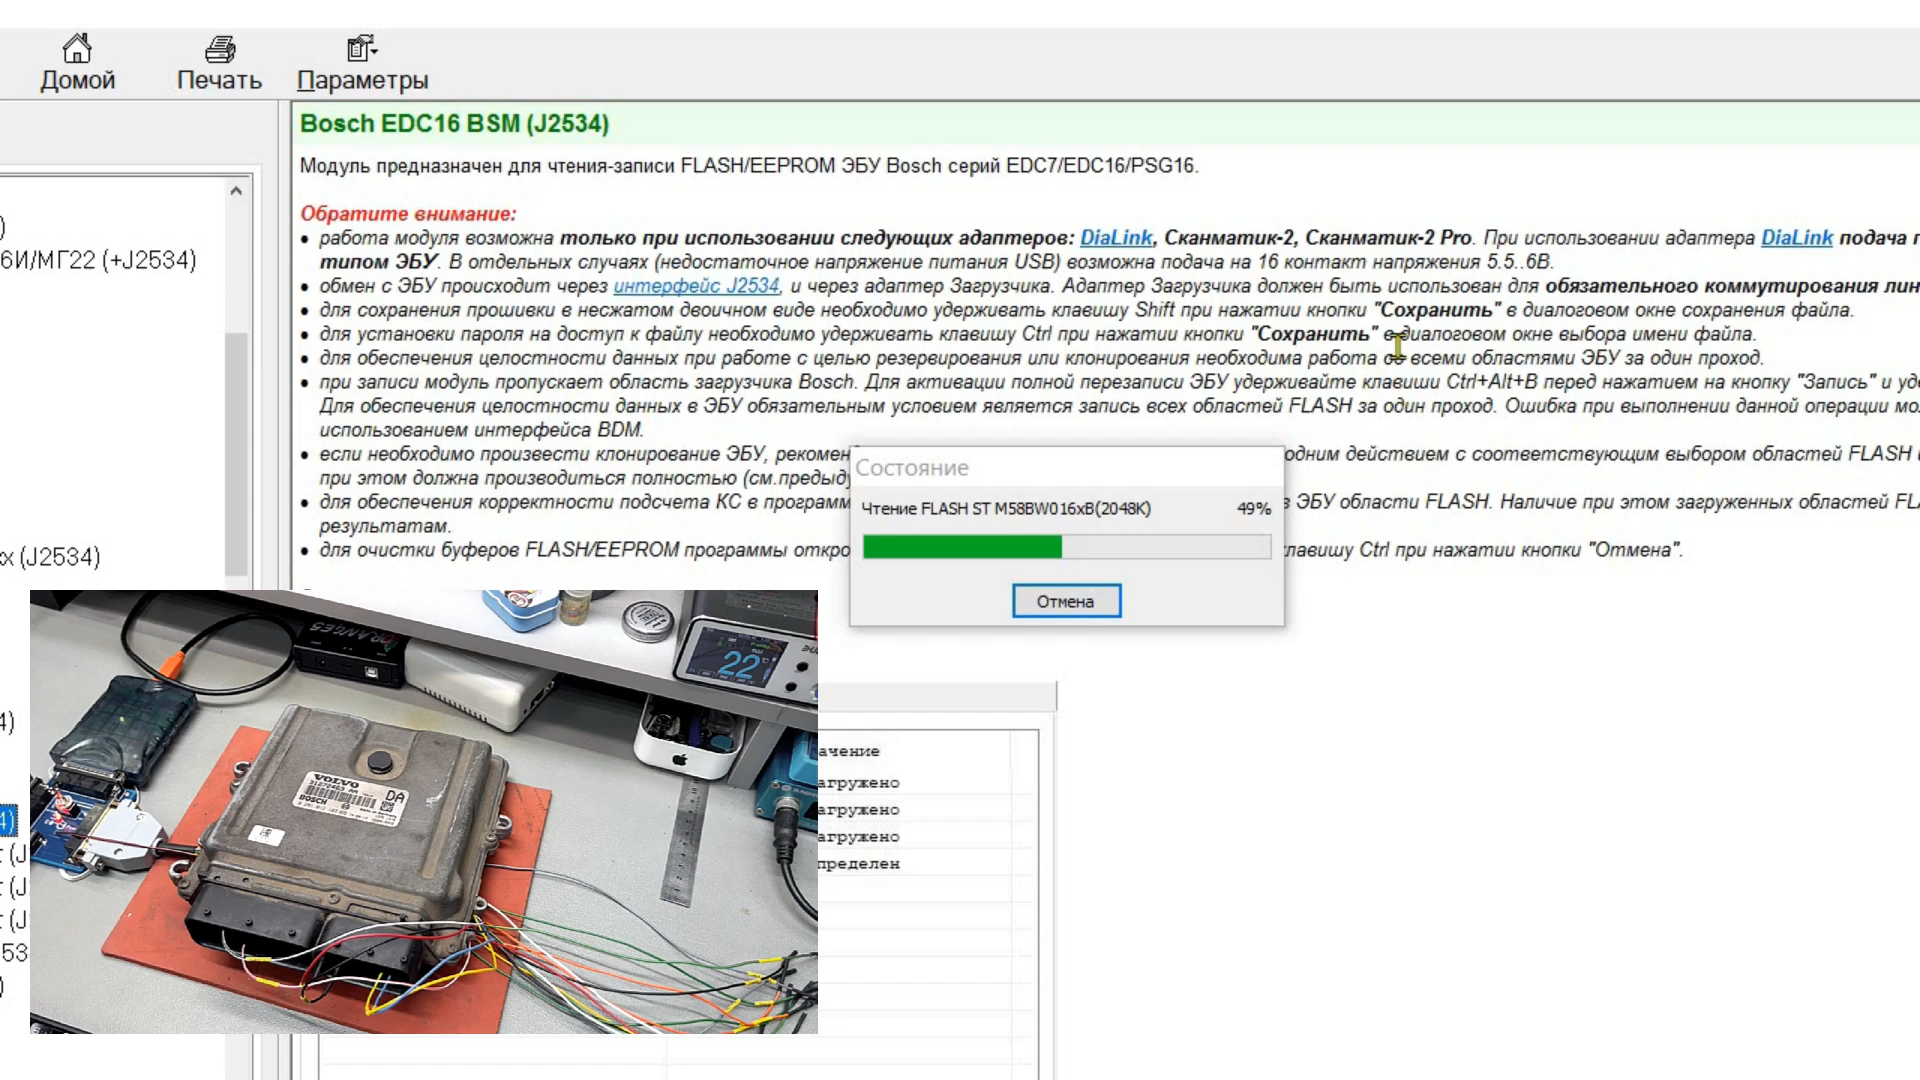 Домой
Печать
Параметры
Bosch EDC16 BSM (J2534)
Модуль предназначен для чтения-записи FLASH/EEPROM ЭБУ Bosch серий EDC7/EDC16/PSG16.
Обратите внимание:
• работа модуля возможна только при использовании следующих адаптеров: DiaLink, Сканматик-2, Сканматик-2 Pro. При использовании адаптера DiaLink подача
типом ЭБУ. В отдельных случаях (недостаточное напряжение питания USB) возможна подача на 16 контакт напряжения 5.5..6В.
• обмен с ЭБУ происходит через интерфейс J2534, и через адаптер Загрузчика. Адаптер Загрузчика должен быть использован для обязательного коммутирования
• для сохранения прошивки в несжатом двоичном виде необходимо удерживать клавишу Shift при нажатии кнопки "Сохранить" в диалоговом окне сохранения файла.
• для установки пароля на доступ к файлу необходимо удерживать клавишу Ctrl при нажатии кнопки "Сохранить" в диалоговом окне выбора имени файла.
• для обеспечения целостности данных при работе с целью резервирования или клонирования необходима работа со всеми областями ЭБУ за один проход.
• при записи модуль пропускает область загрузчика Bosch. Для активации полной перезаписи ЭБУ удерживайте клавиши Ctrl+Alt+B перед нажатием на кнопку "Запись" и
Для обеспечения целостности данных в ЭБУ обязательным условием является запись всех областей FLASH за один проход. Ошибка при выполнении данной операции
использованием интерфейса BDM.
• если необходимо произвести клонирование ЭБУ, рекомен
одним действием с соответствующим выбором областей FLASH
при этом должна производиться полностью (см.преды
• для обеспечения корректности подсчета КС в програм
в ЭБУ области FLASH. Наличие при этом загруженных областей
результатам.
• для очистки буферов FLASH/EEPROM программы откро
клавишу Ctrl при нажатии кнопки "Отмена".
Состояние
Чтение FLASH ST M58BW016xB(2048K) 49%
Отмена
)
6И/МГ22 (+J2534)
x (J2534)
4)
4)
(J
(J
(J
53
)
ачение
агружено
агружено
агружено
пределен
ORANGE5
22
VOLVO
DA
BOSCH